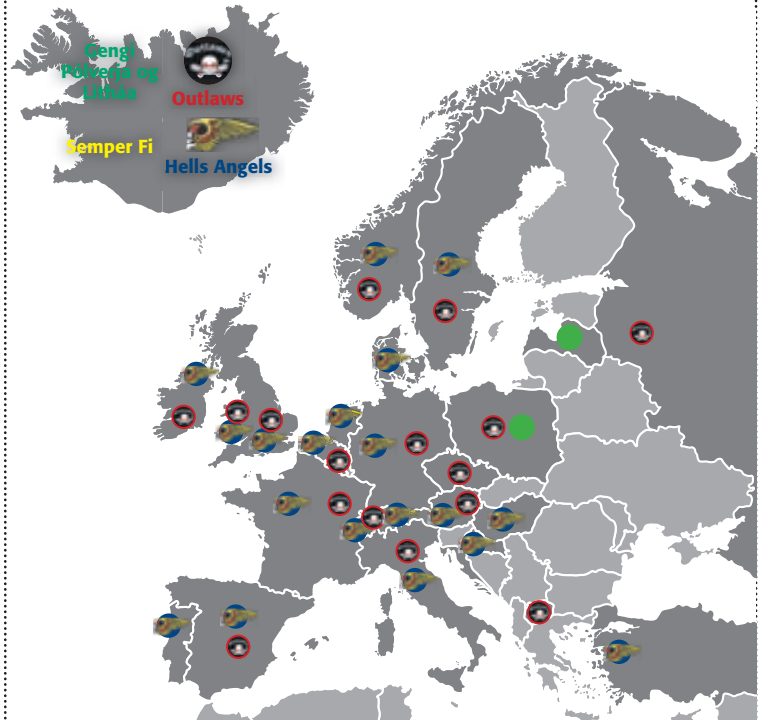 Gengi
Pólverja og
Litháa
Outlaws
Semper Fi
Hells Angels